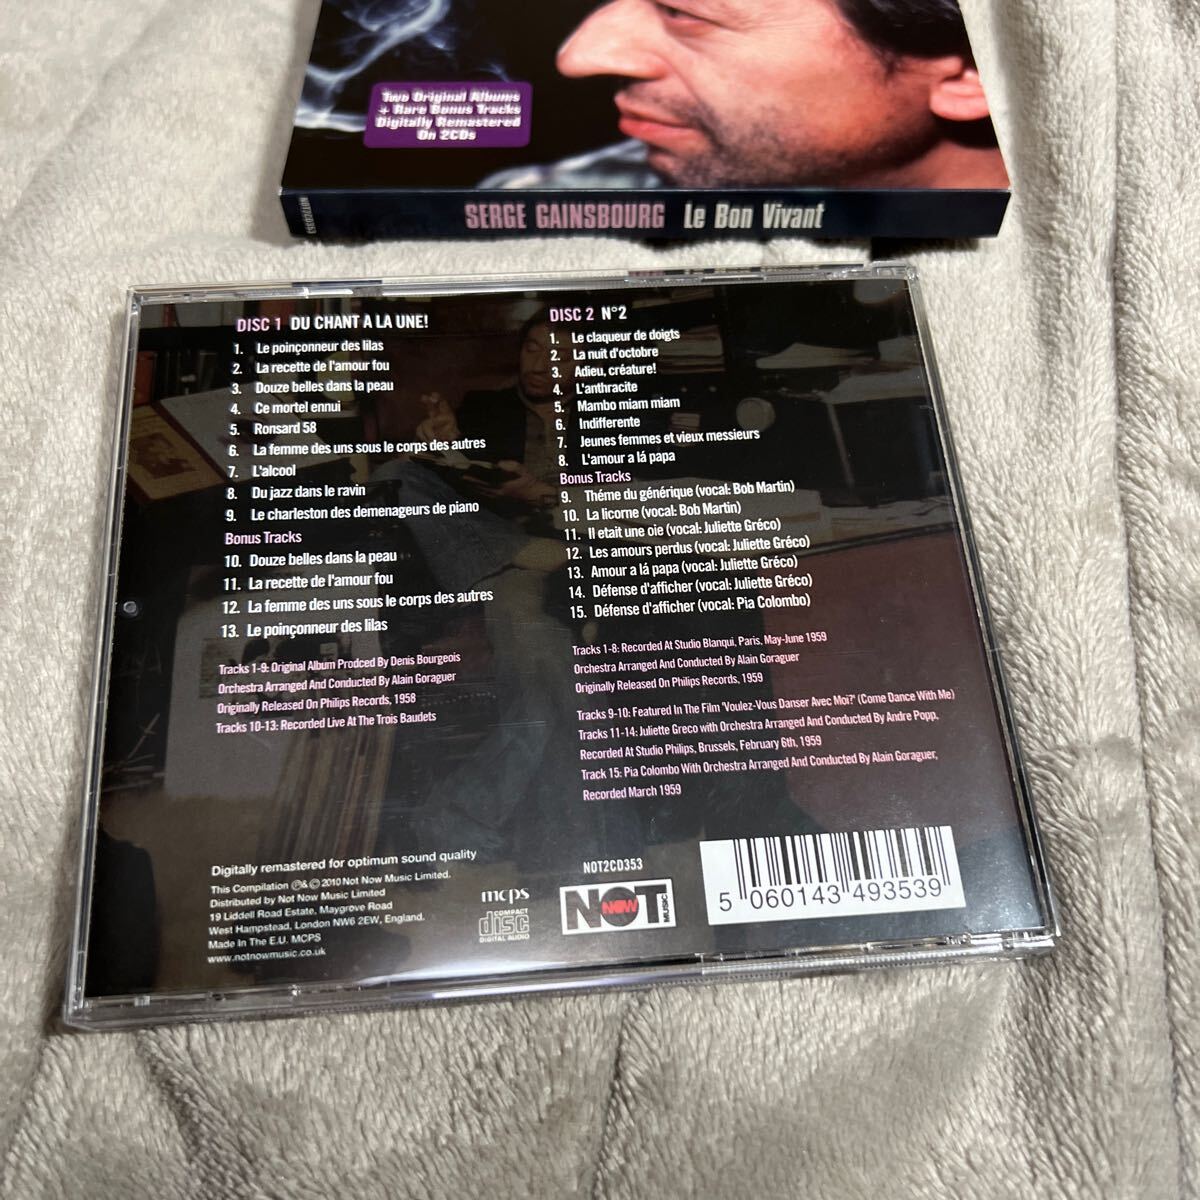 Two Original Albums
+ Rare Bonus Tracks
Digitally Remastered
On 2CDs
NOT2CD353
SERGE GAINSBOURG Le Bon Vivant
DISC 1 DU CHANT A LA UNE!
1. Le poinçonneur des lilas
2. La recette de l'amour fou
3. Douze belles dans la peau
4. Ce mortel ennui
5. Ronsard 58
6. La femme des uns sous le corps des autres
7. L'alcool
8. Du jazz dans le ravin
9. Le charleston des demenageurs de piano
Bonus Tracks
10. Douze belles dans la peau
11. La recette de l'amour fou
12. La femme des uns sous le corps des autres
13. Le poinçonneur des lilas
Tracks 1-9: Original Album Prodced By Denis Bourgeois
Orchestra Arranged And Conducted By Alain Goraguer
Originally Released On Philips Records, 1958
Tracks 10-13: Recorded Live At The Trois Baudets
DISC 2 N°2
1. Le claqueur de doigts
2. La nuit d'octobre
3. Adieu, créature!
4. L'anthracite
5. Mambo miam miam
6. Indifferente
7. Jeunes femmes et vieux messieurs
8. L'amour a lá papa
Bonus Tracks
9. Théme du générique (vocal: Bob Martin)
10. La licorne (vocal: Bob Martin)
11. Il etait une oie (vocal: Juliette Gréco)
12. Les amours perdus (vocal: Juliette Gréco)
13. Amour a lá papa (vocal: Juliette Gréco)
14. Défense d'afficher (vocal: Juliette Gréco)
15. Défense d'afficher (vocal: Pia Colombo)
Tracks 1-8: Recorded At Studio Blanqui, Paris, May-June 1959
Orchestra Arranged And Conducted By Alain Goraguer
Originally Released On Philips Records, 1959
Tracks 9-10: Featured In The Film 'Voulez-Vous Danser Avec Moi?' (Come Dance With Me)
Tracks 11-14: Juliette Greco with Orchestra Arranged And Conducted By Andre Popp,
Recorded At Studio Philips, Brussels, February 6th, 1959
Track 15: Pia Colombo With Orchestra Arranged And Conducted By Alain Goraguer,
Recorded March 1959
Digitally remastered for optimum sound quality
This Compilation ℗&© 2010 Not Now Music Limited.
Distributed by Not Now Music Limited
19 Liddell Road Estate, Maygrove Road
West Hampstead, London NW6 2EW, England.
Made In The E.U. MCPS
www.notnowmusic.co.uk
mcps
COMPACT
disc
DIGITAL AUDIO
NOT2CD353
NOT
NOW
MUSIC
5 060143 493539